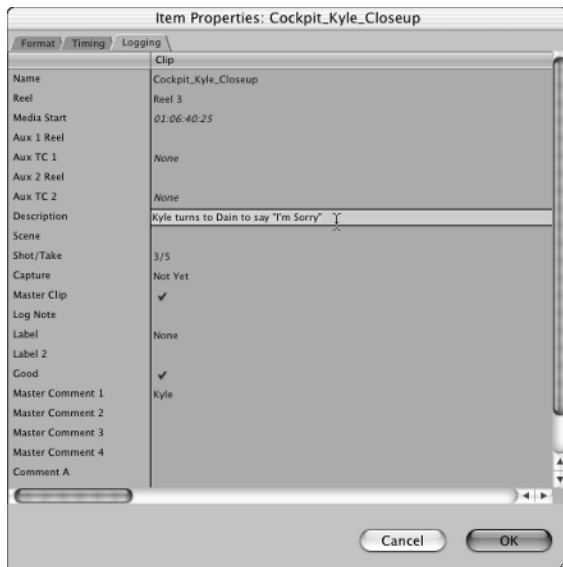 Item Properties: Cockpit_Kyle_Closeup
Format Timing Logging
Clip
Name Cockpit_Kyle_Closeup
Reel Reel 3
Media Start 01:06:40:25
Aux 1 Reel
Aux TC 1 None
Aux 2 Reel
Aux TC 2 None
Description Kyle turns to Dain to say "I'm Sorry"
Scene
Shot/Take 3/5
Capture Not Yet
Master Clip ✓
Log Note
Label None
Label 2
Good ✓
Master Comment 1 Kyle
Master Comment 2
Master Comment 3
Master Comment 4
Comment A
Cancel OK